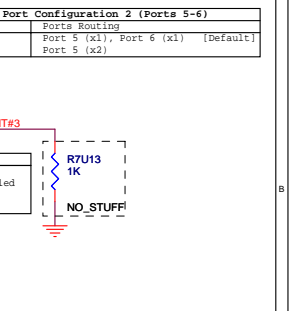 Port Configuration 2 (Ports 5-6)
Ports Routing
Port 5 (x1), Port 6 (x1) [Default]
Port 5 (x2)
T#3
R7U13
1K
led
NO_STUFF
B